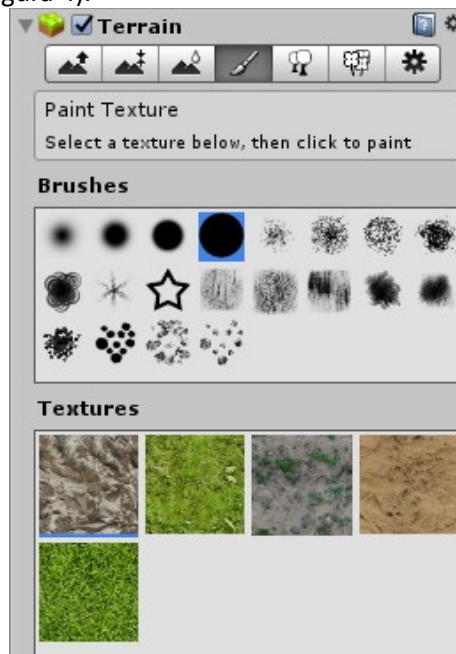 Terrain
Paint Texture
Select a texture below, then click to paint
Brushes
Textures